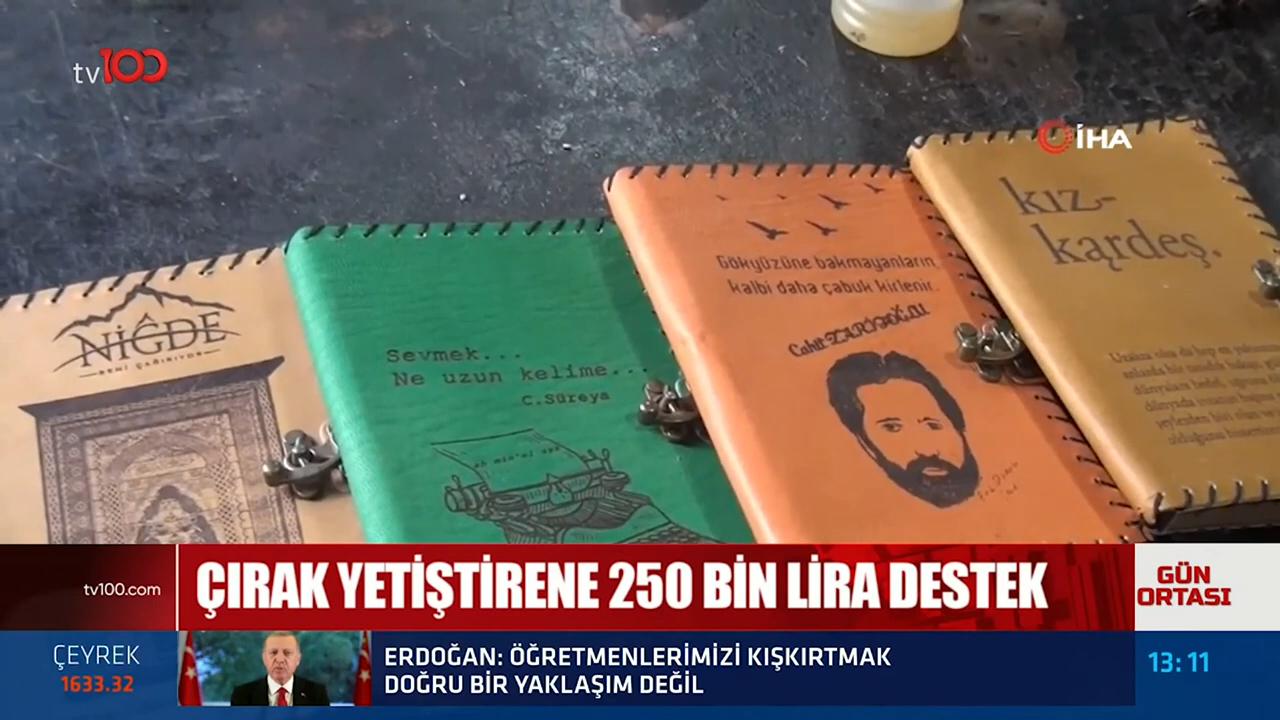 tv100
İHA
NİĞDE
BENİ ÇAĞIRIYOR
Sevmek...
Ne uzun kelime...
C.Süreya
Gökyüzüne bakmayanların
kalbi daha çabuk kirlenir.
Cahit ZARİFOĞLU
kız-
kardeş.
tv100.com
ÇIRAK YETİŞTİRENE 250 BİN LİRA DESTEK
GÜN
ORTASI
ÇEYREK
1633.32
ERDOĞAN: ÖĞRETMENLERİMİZİ KIŞKIRTMAK
DOĞRU BİR YAKLAŞIM DEĞİL
13:11